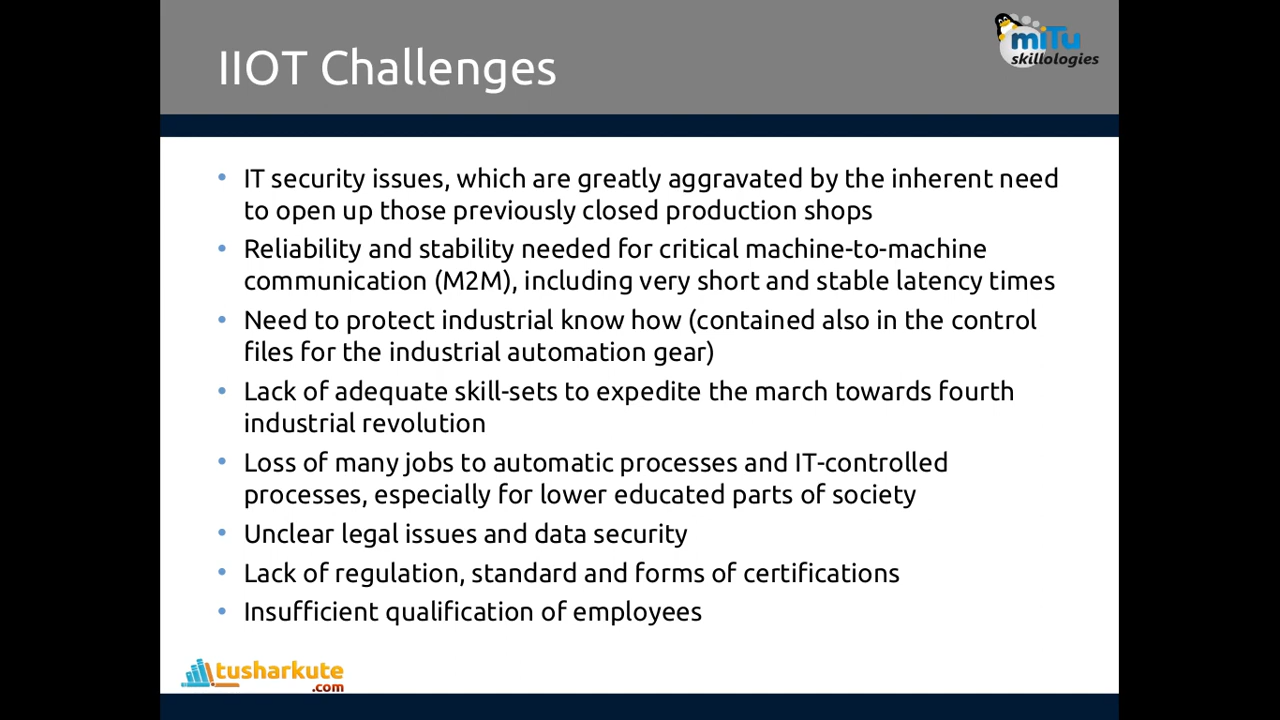 IIOT Challenges
miTu
skillologies
• IT security issues, which are greatly aggravated by the inherent need
to open up those previously closed production shops
• Reliability and stability needed for critical machine-to-machine
communication (M2M), including very short and stable latency times
• Need to protect industrial know how (contained also in the control
files for the industrial automation gear)
• Lack of adequate skill-sets to expedite the march towards fourth
industrial revolution
• Loss of many jobs to automatic processes and IT-controlled
processes, especially for lower educated parts of society
• Unclear legal issues and data security
• Lack of regulation, standard and forms of certifications
• Insufficient qualification of employees
tusharkute
.com